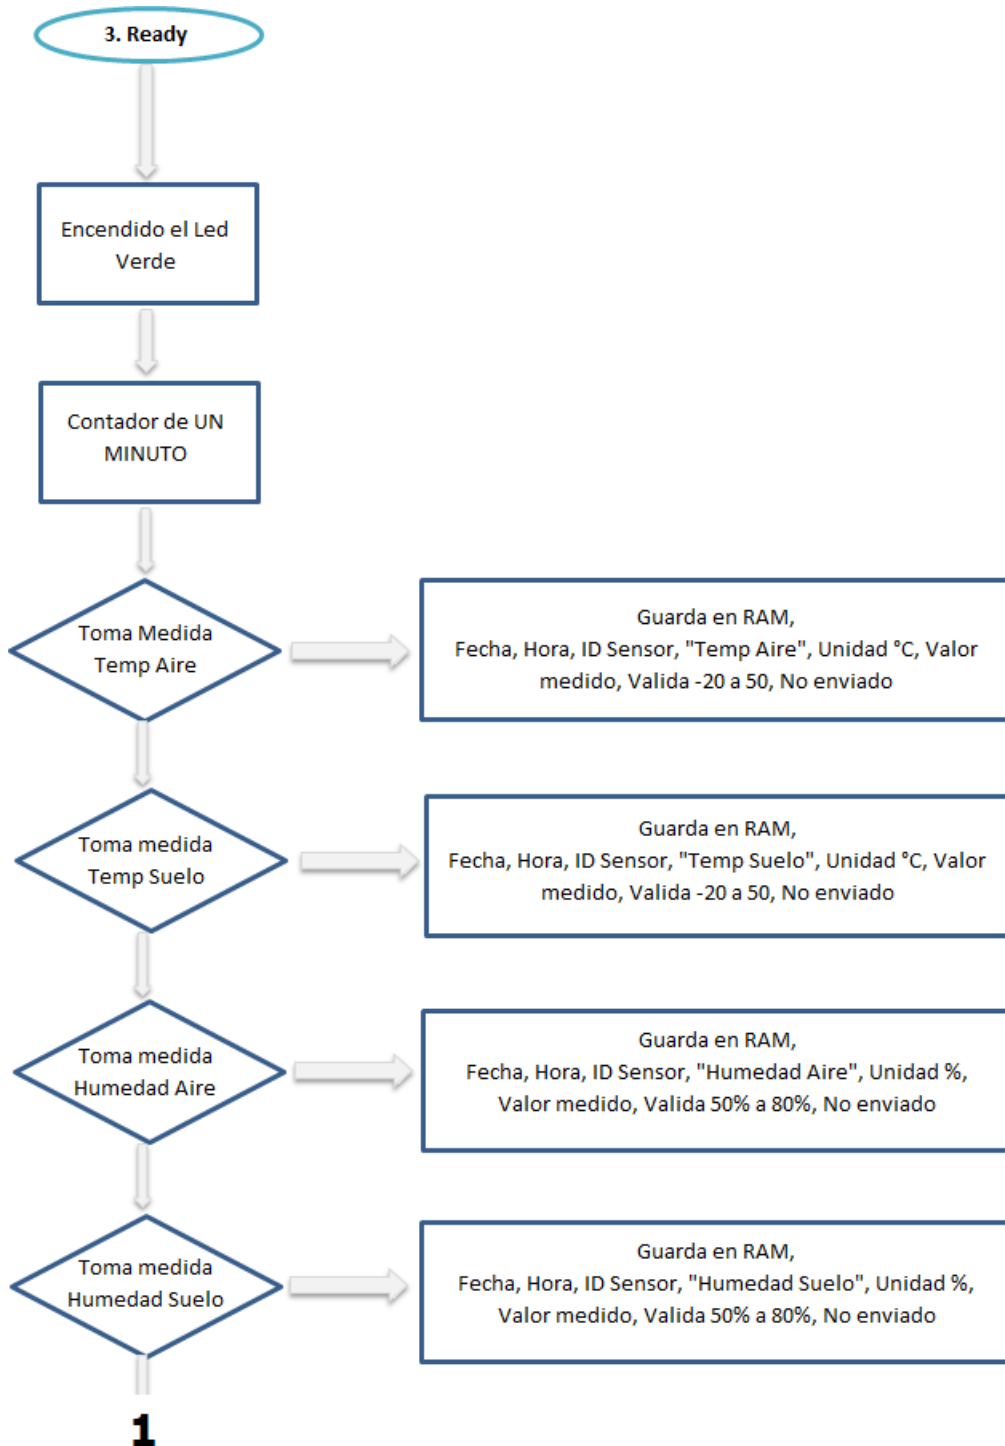 3. Ready
Encendido el Led
Verde
Contador de UN
MINUTO
Toma Medida
Temp Aire
Guarda en RAM,
Fecha, Hora, ID Sensor, "Temp Aire", Unidad °C, Valor
medido, Valida -20 a 50, No enviado
Toma medida
Temp Suelo
Guarda en RAM,
Fecha, Hora, ID Sensor, "Temp Suelo", Unidad °C, Valor
medido, Valida -20 a 50, No enviado
Toma medida
Humedad Aire
Guarda en RAM,
Fecha, Hora, ID Sensor, "Humedad Aire", Unidad %,
Valor medido, Valida 50% a 80%, No enviado
Toma medida
Humedad Suelo
Guarda en RAM,
Fecha, Hora, ID Sensor, "Humedad Suelo", Unidad %,
Valor medido, Valida 50% a 80%, No enviado
1